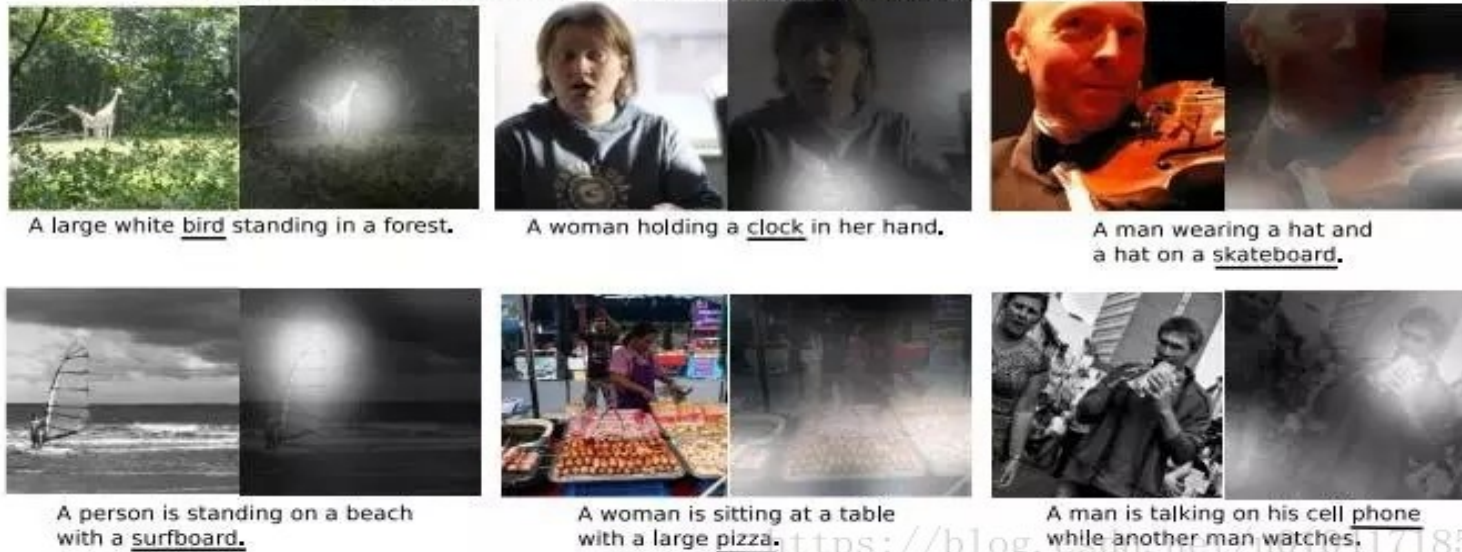 A large white bird standing in a forest.
A woman holding a clock in her hand.
A man wearing a hat and
a hat on a skateboard.
A person is standing on a beach
with a surfboard.
A woman is sitting at a table
with a large pizza.
A man is talking on his cell phone
while another man watches.